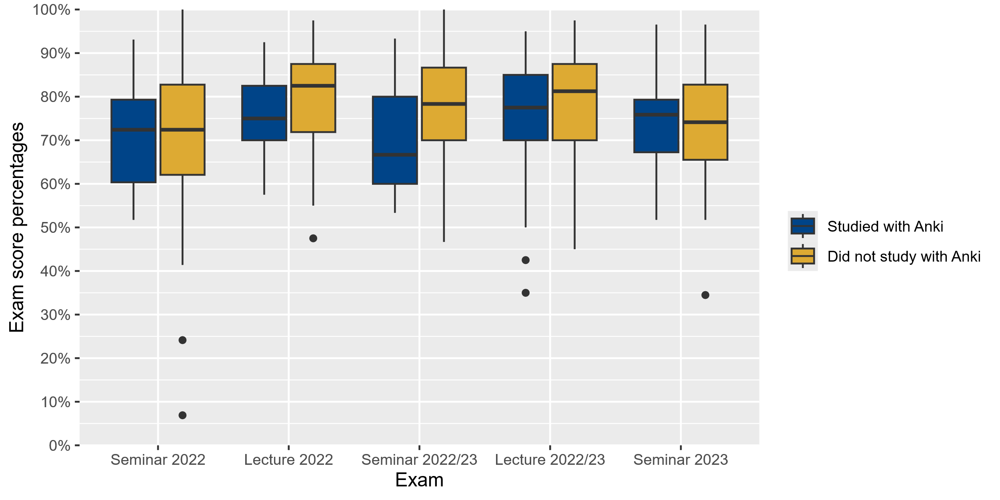 Exam score percentages
100%
90%
80%
70%
60%
50%
40%
30%
20%
10%
0%
Seminar 2022
Lecture 2022
Seminar 2022/23
Lecture 2022/23
Seminar 2023
Exam
Studied with Anki
Did not study with Anki